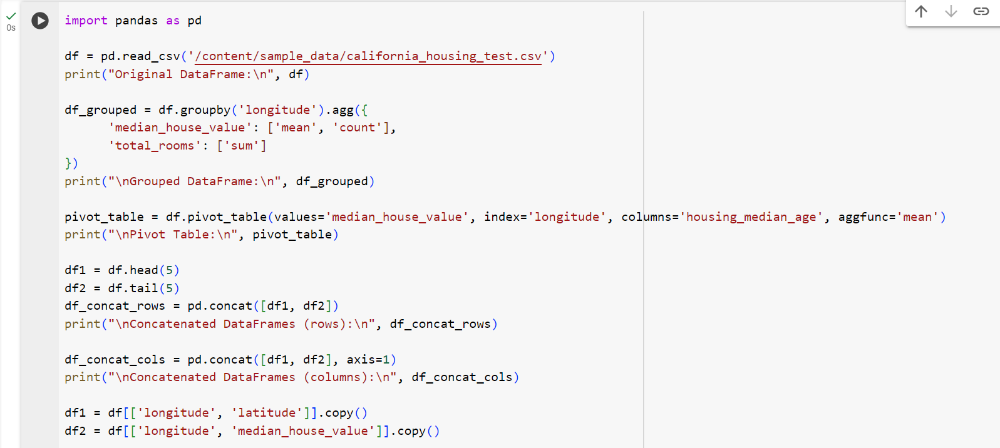 0s
import pandas as pd
df = pd.read_csv('/content/sample_data/california_housing_test.csv')
print("Original DataFrame:\n", df)
df_grouped = df.groupby('longitude').agg({
      'median_house_value': ['mean', 'count'],
      'total_rooms': ['sum']
})
print("\nGrouped DataFrame:\n", df_grouped)
pivot_table = df.pivot_table(values='median_house_value', index='longitude', columns='housing_median_age', aggfunc='mean')
print("\nPivot Table:\n", pivot_table)
df1 = df.head(5)
df2 = df.tail(5)
df_concat_rows = pd.concat([df1, df2])
print("\nConcatenated DataFrames (rows):\n", df_concat_rows)
df_concat_cols = pd.concat([df1, df2], axis=1)
print("\nConcatenated DataFrames (columns):\n", df_concat_cols)
df1 = df[['longitude', 'latitude']].copy()
df2 = df[['longitude', 'median_house_value']].copy()